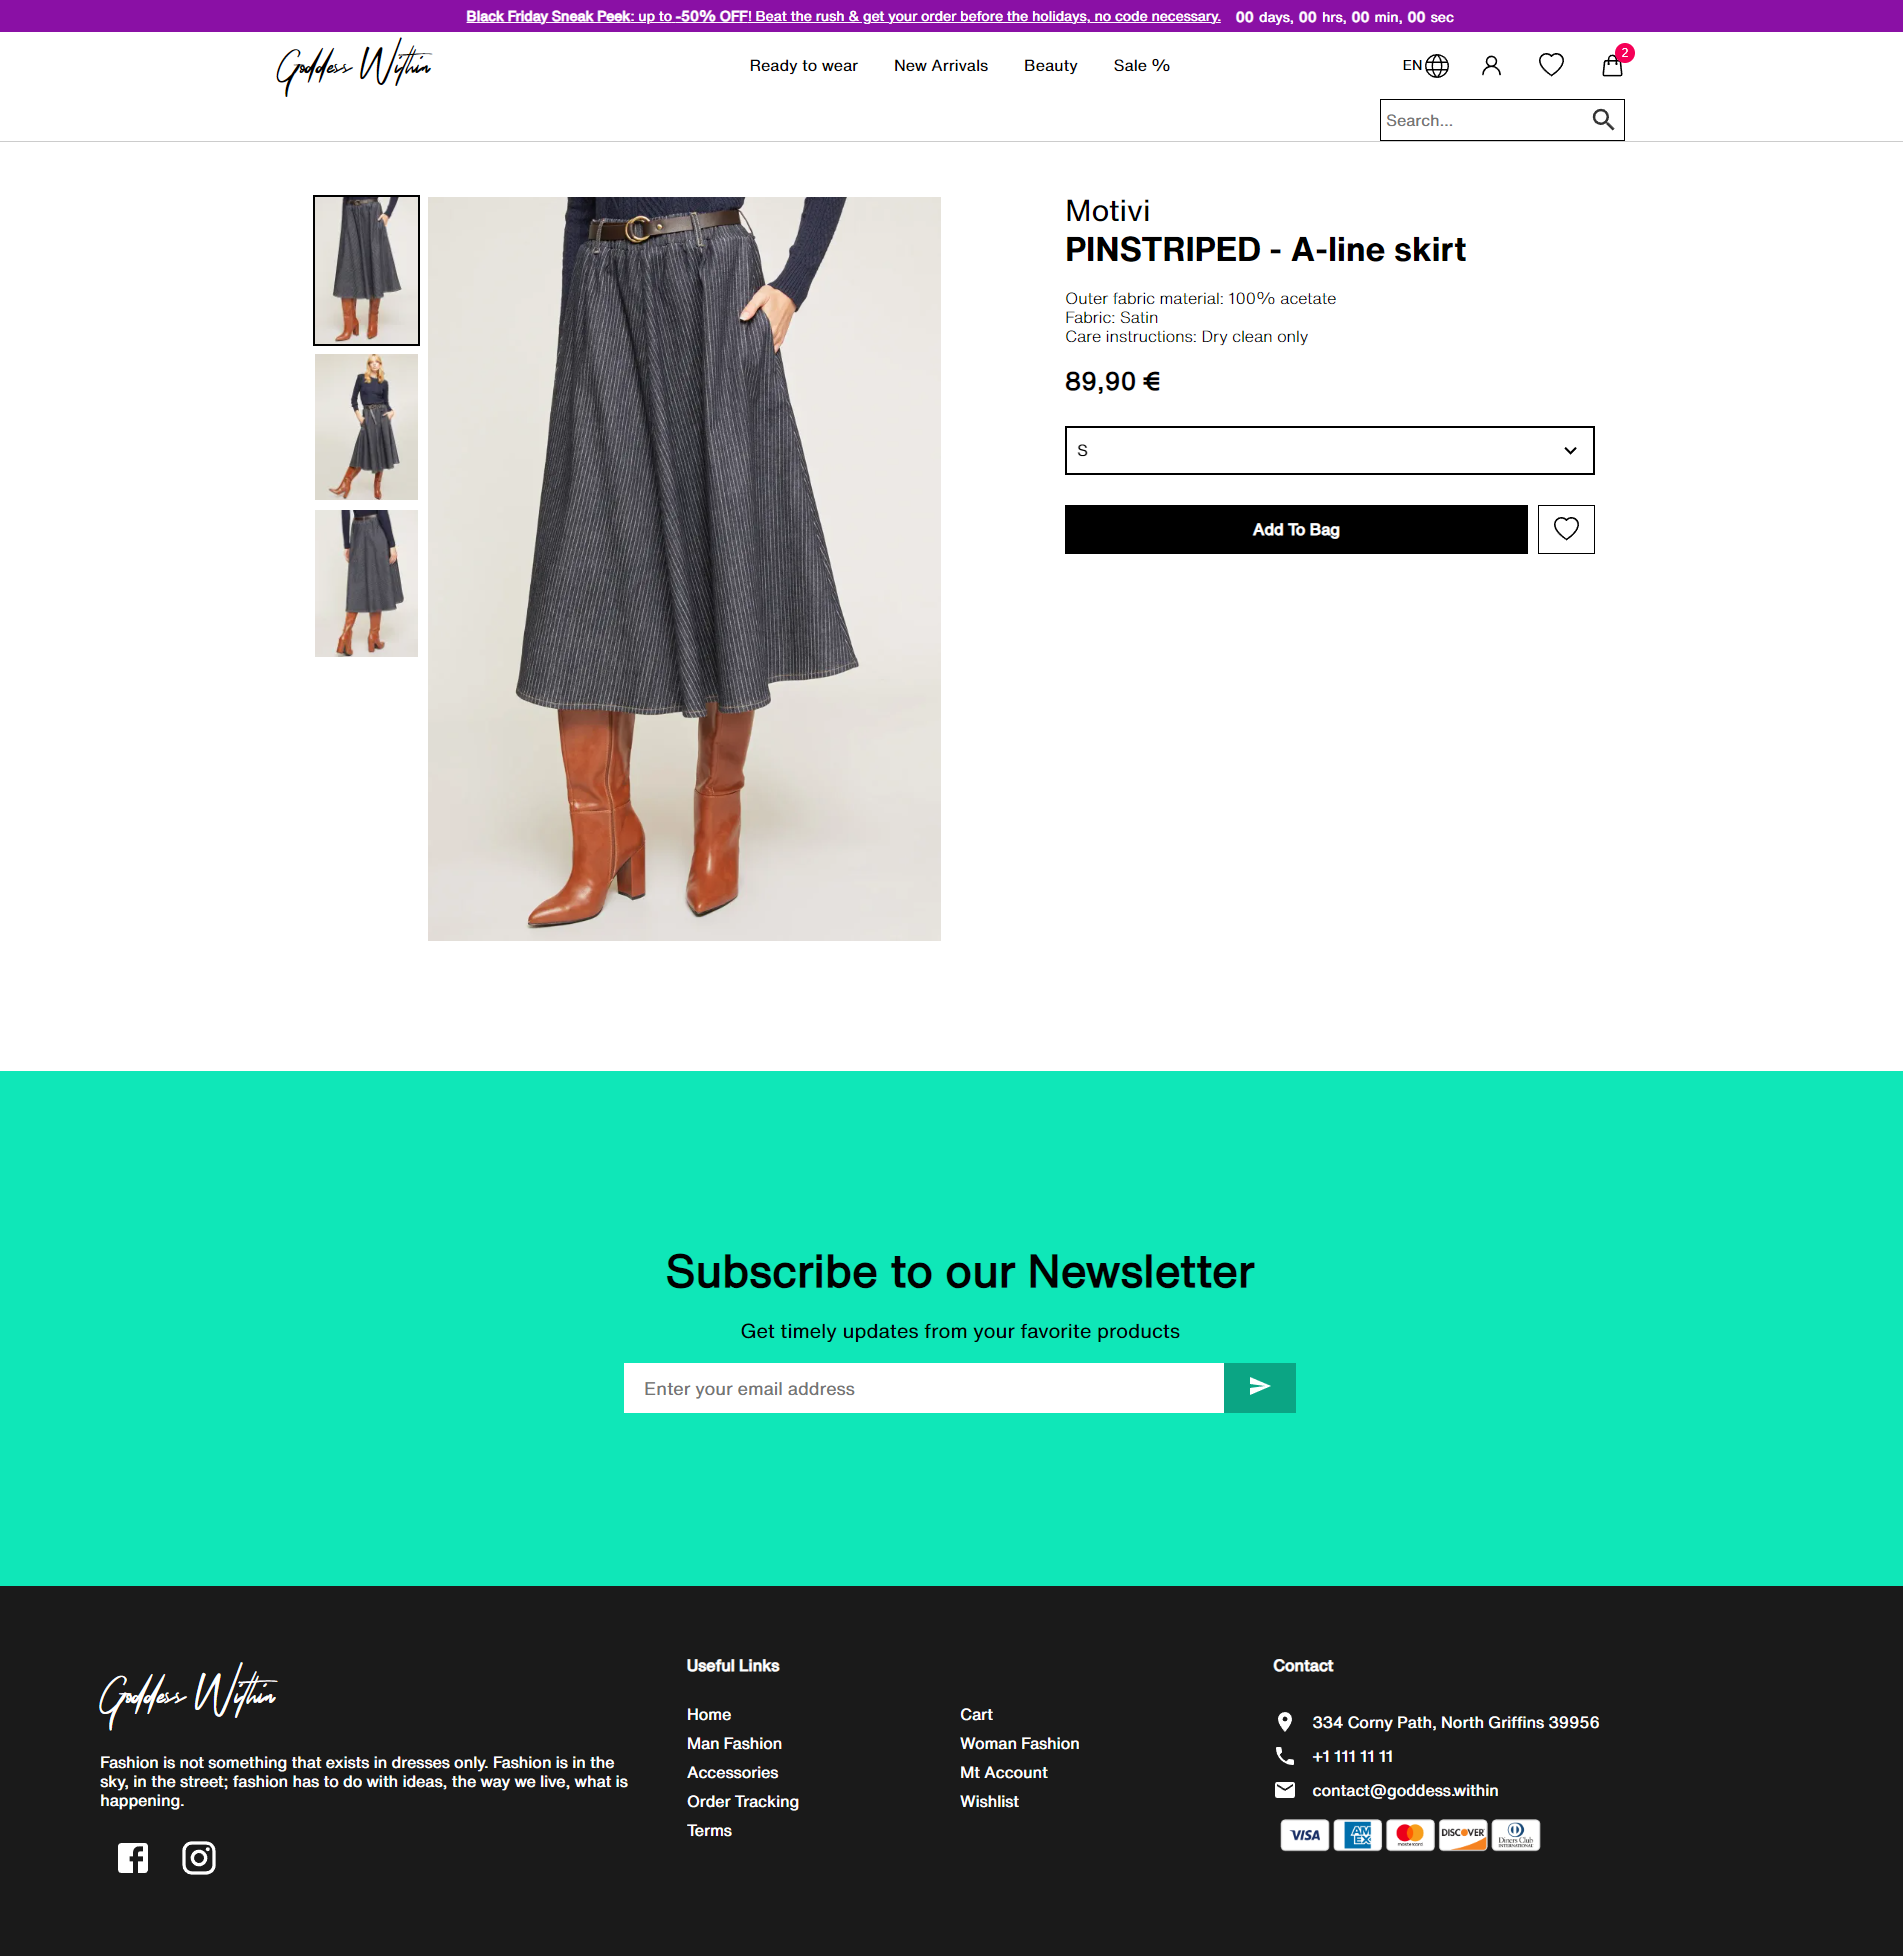 Black Friday Sneak Peek: up to -50% OFF! Beat the rush & get your order before the holidays, no code necessary. 00 days, 00 hrs, 00 min, 00 sec
Goddess Within
Ready to wear New Arrivals Beauty Sale %
EN
2
Search...
Motivi
PINSTRIPED - A-line skirt
Outer fabric material: 100% acetate
Fabric: Satin
Care instructions: Dry clean only
89,90 €
S
Add To Bag
Subscribe to our Newsletter
Get timely updates from your favorite products
Enter your email address
Goddess Within
Fashion is not something that exists in dresses only. Fashion is in the
sky, in the street; fashion has to do with ideas, the way we live, what is
happening.
Useful Links
Home Cart
Man Fashion Woman Fashion
Accessories Mt Account
Order Tracking Wishlist
Terms
Contact
334 Corny Path, North Griffins 39956
+1 111 11 11
contact@goddess.within
VISA AM EX mastercard DISCOVER Diners Club INTERNATIONAL